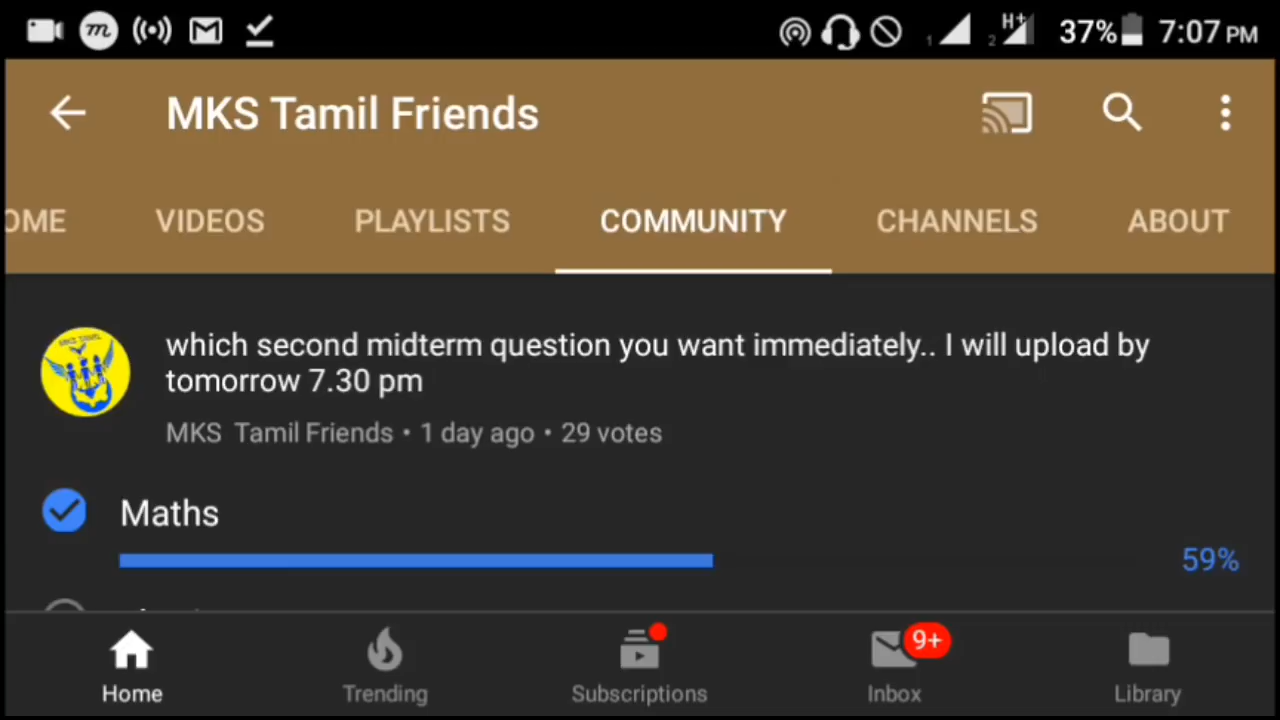 1 2 H+ 37% 7:07 PM
MKS Tamil Friends
OME VIDEOS PLAYLISTS COMMUNITY CHANNELS ABOUT
which second midterm question you want immediately.. I will upload by
tomorrow 7.30 pm
MKS Tamil Friends • 1 day ago • 29 votes
Maths
59%
9+
Home Trending Subscriptions Inbox Library